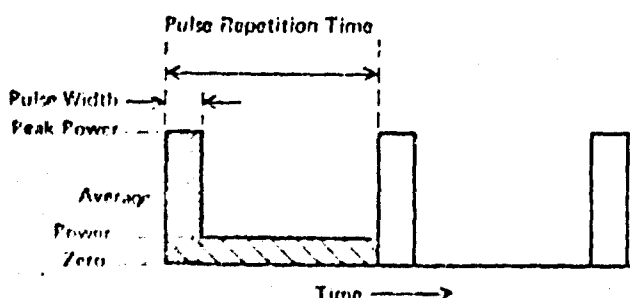 Pulse Repetition Time
Pulse Width
Peak Power
Average
Power
Zero
Time